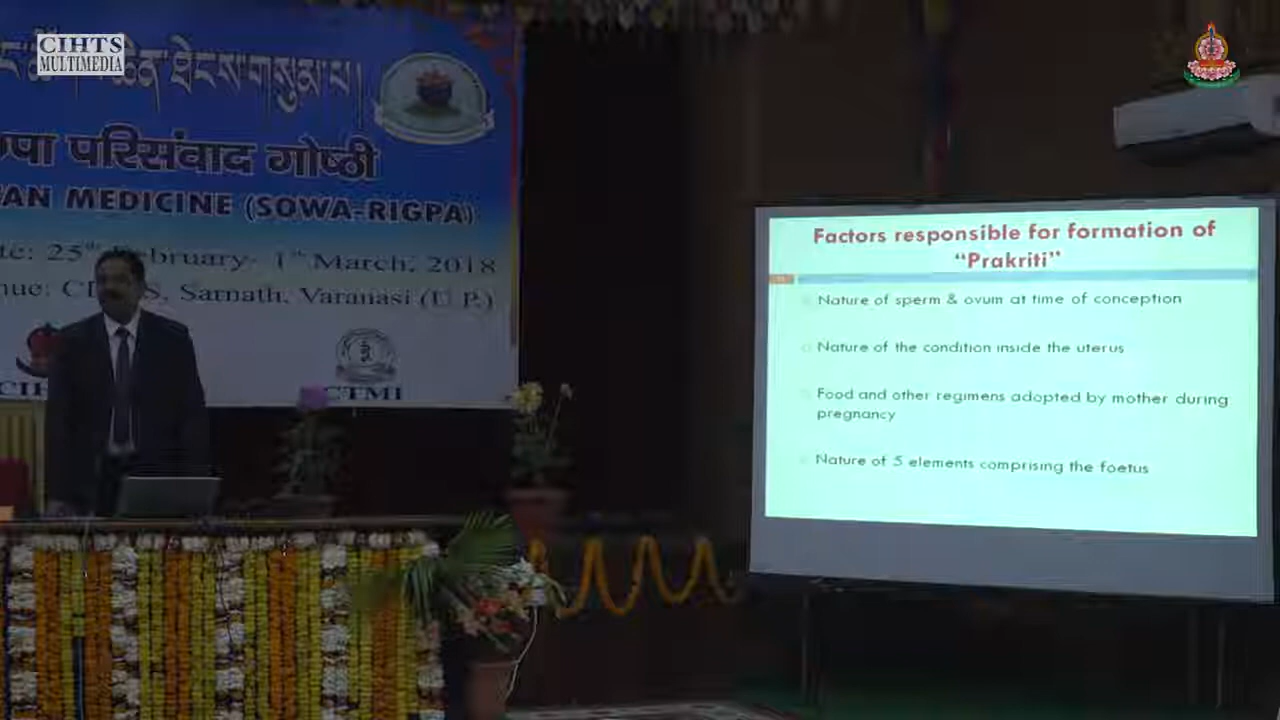 CIHTS
MULTIMEDIA
परिसंवाद गोष्ठी
MEDICINE (SOWA-RIGPA)
25th February- 1st March, 2018
Sarnath, Varanasi (U.P.)
CTMI
Factors responsible for formation of
“Prakriti”
Nature of sperm & ovum at time of conception
Nature of the condition inside the uterus
Food and other regimens adopted by mother during
pregnancy
Nature of 5 elements comprising the foetus